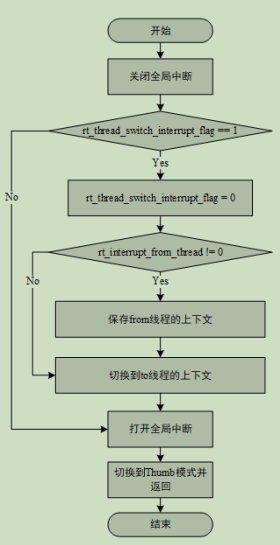 开始
关闭全局中断
rt_thread_switch_interrupt_flag == 1
Yes
No
rt_thread_switch_interrupt_flag = 0
rt_interrupt_from_thread != 0
No
Yes
保存from线程的上下文
切换到to线程的上下文
打开全局中断
切换到Thumb模式并
返回
结束